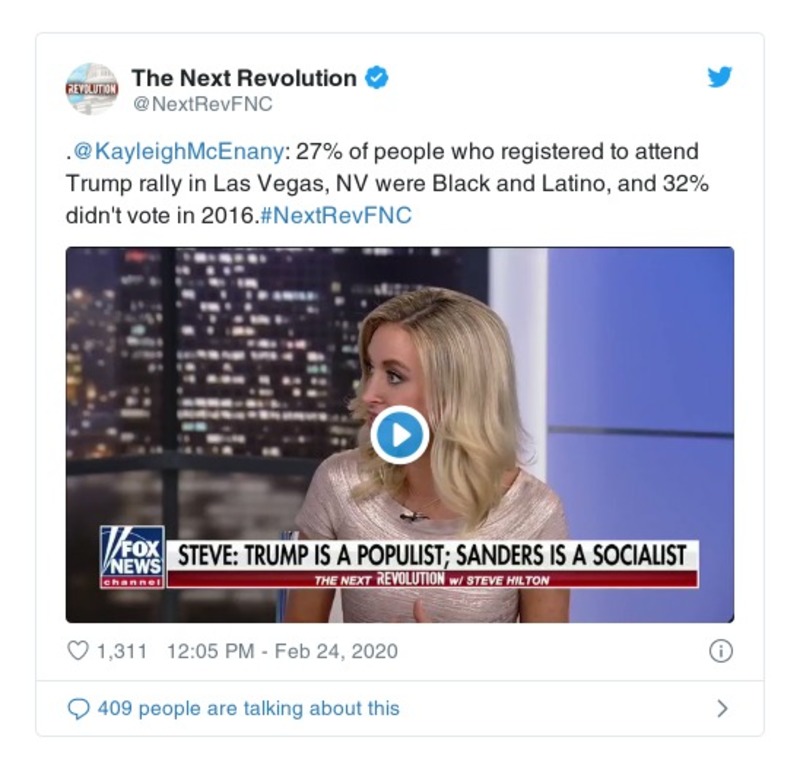 The Next Revolution
@NextRevFNC
.@KayleighMcEnany: 27% of people who registered to attend
Trump rally in Las Vegas, NV were Black and Latino, and 32%
didn't vote in 2016.#NextRevFNC
REVOLUTION
FOX
NEWS
channel
STEVE: TRUMP IS A POPULIST; SANDERS IS A SOCIALIST
THE NEXT REVOLUTION w/ STEVE HILTON
1,311 12:05 PM - Feb 24, 2020
409 people are talking about this